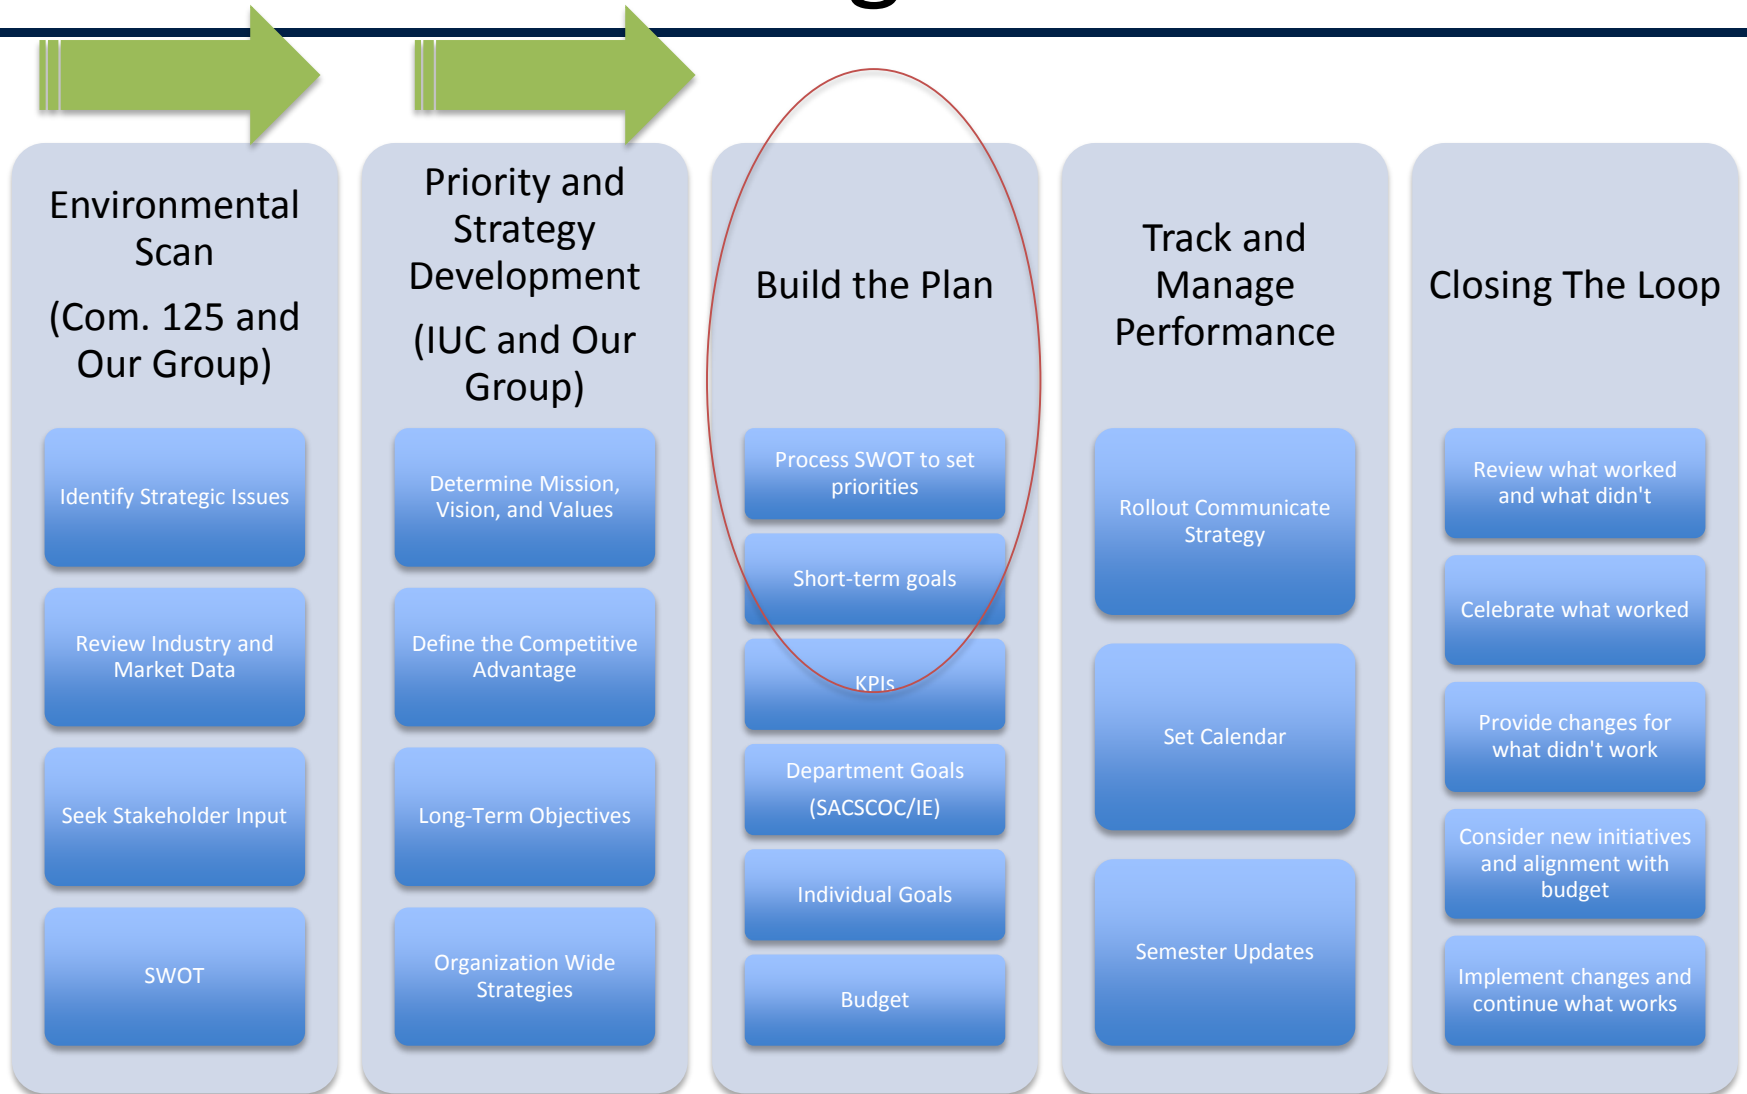 Environmental
Scan
(Com. 125 and
Our Group)
Identify Strategic Issues
Review Industry and
Market Data
Seek Stakeholder Input
SWOT
Priority and
Strategy
Development
(IUC and Our
Group)
Determine Mission,
Vision, and Values
Define the Competitive
Advantage
Long-Term Objectives
Organization Wide
Strategies
Build the Plan
Process SWOT to set
priorities
Short-term goals
KPIs
Department Goals
(SACSCOC/IE)
Individual Goals
Budget
Track and
Manage
Performance
Rollout Communicate
Strategy
Set Calendar
Semester Updates
Closing The Loop
Review what worked
and what didn't
Celebrate what worked
Provide changes for
what didn't work
Consider new initiatives
and alignment with
budget
Implement changes and
continue what works